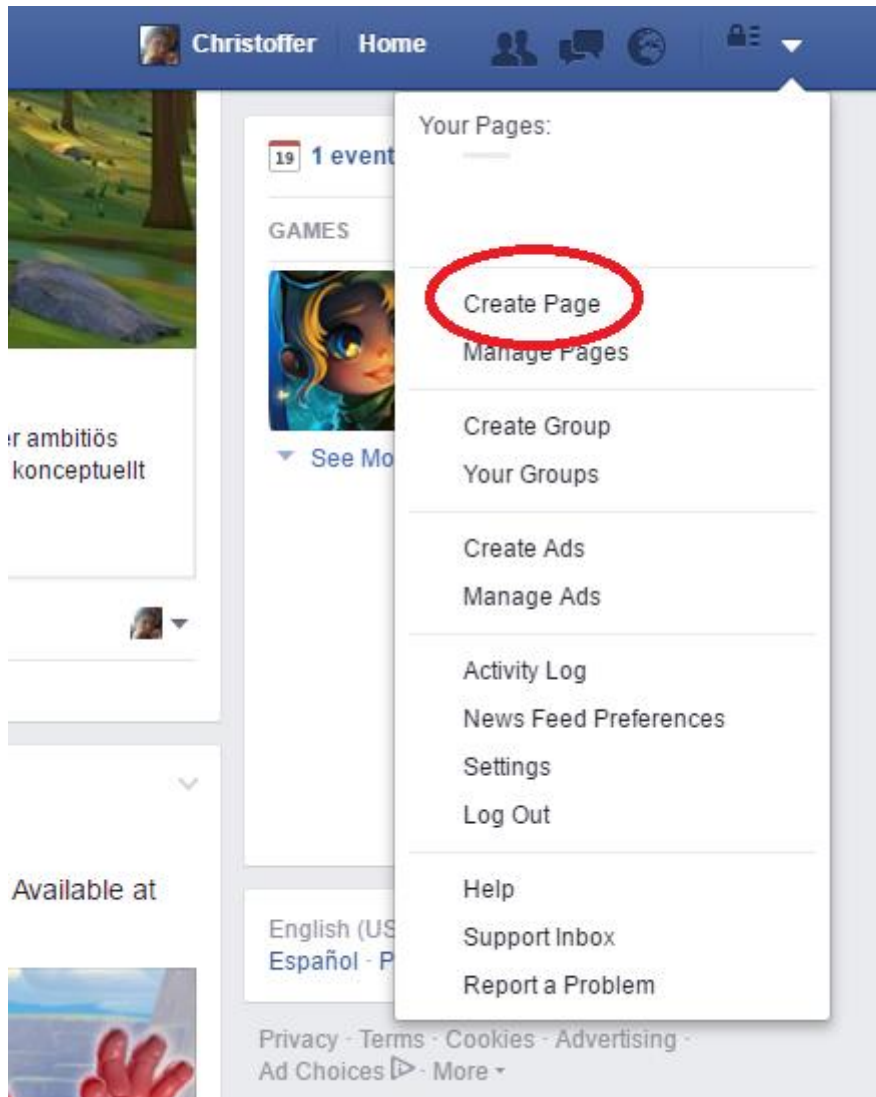 Christoffer Home
19 1 event
GAMES
See Mo
er ambitiös
konceptuellt
Available at
Your Pages:
Create Page
Manage Pages
Create Group
Your Groups
Create Ads
Manage Ads
Activity Log
News Feed Preferences
Settings
Log Out
Help
Support Inbox
Report a Problem
English (US
Español · P
Privacy · Terms · Cookies · Advertising ·
Ad Choices · More